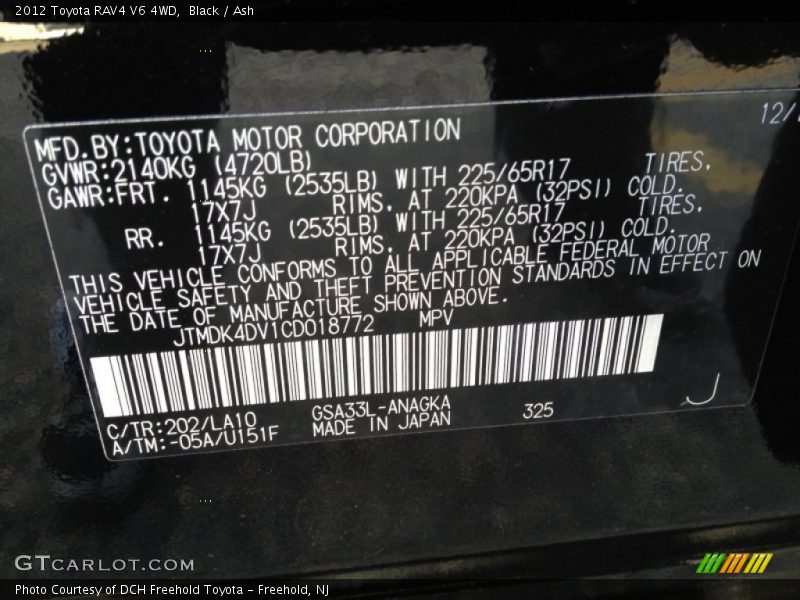 2012 Toyota RAV4 V6 4WD, Black / Ash
12/
MFD. BY: TOYOTA MOTOR CORPORATION
GVWR: 2140KG (4720LB)
GAWR: FRT. 1145KG (2535LB) WITH 225/65R17 TIRES.
17X7J RIMS. AT 220KPA (32PSI) COLD.
RR. 1145KG (2535LB) WITH 225/65R17 TIRES.
17X7J RIMS. AT 220KPA (32PSI) COLD.
THIS VEHICLE CONFORMS TO ALL APPLICABLE FEDERAL MOTOR
VEHICLE SAFETY AND THEFT PREVENTION STANDARDS IN EFFECT ON
THE DATE OF MANUFACTURE SHOWN ABOVE.
JTMDK4DV1CD018772 MPV
C/TR: 202/LA10 GSA33L-ANAGKA 325
A/TM: -05A/U151F MADE IN JAPAN
J
GTCARLOT.COM
Photo Courtesy of DCH Freehold Toyota - Freehold, NJ